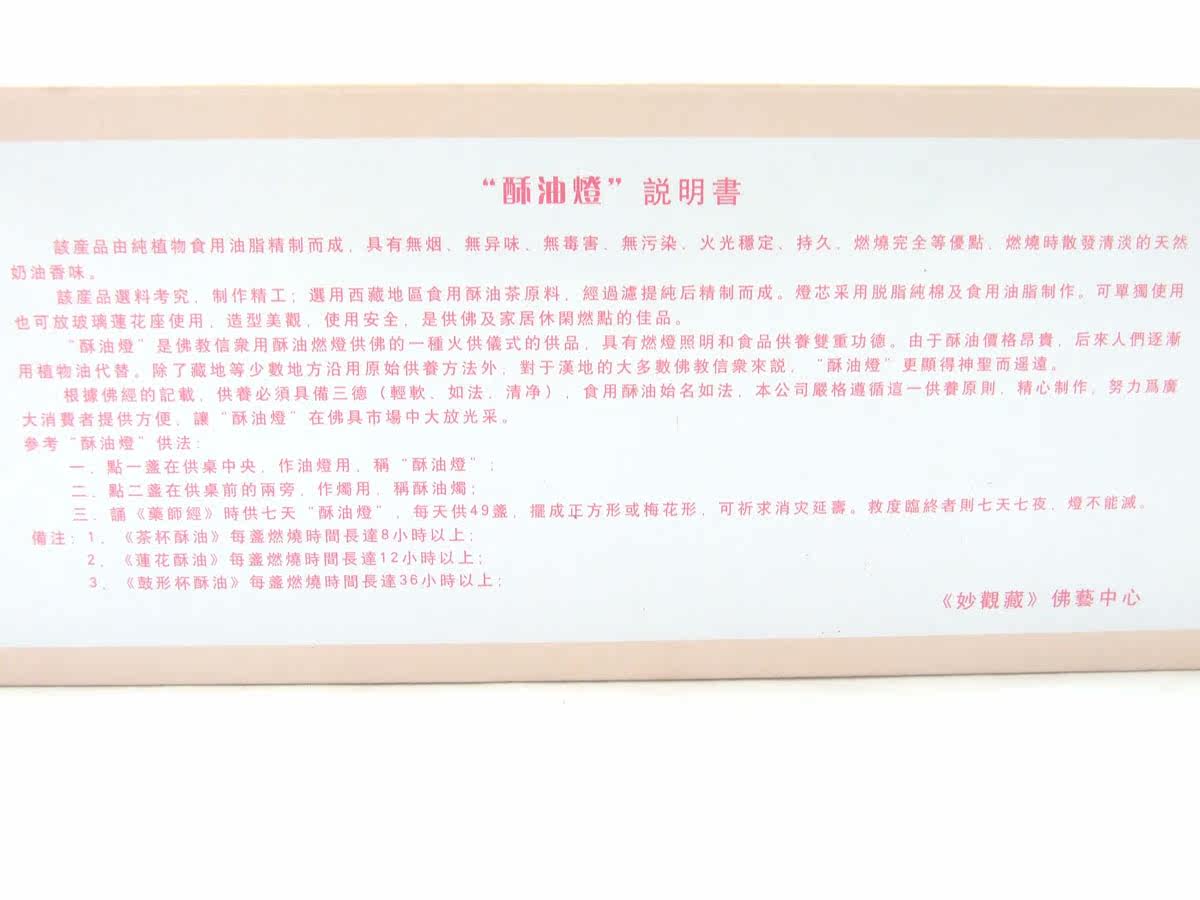 “酥油燈”説明書
該産品由純植物食用油脂精制而成，具有無烟、無异味、無毒害、無污染、火光穩定、持久、燃燒完全等優點，燃燒時散發清淡的天然
奶油香味。
該産品選料考究，制作精工；選用西藏地區食用酥油茶原料，經過濾提純后精制而成。燈芯采用脱脂純棉及食用油脂制作。可單獨使用
也可放玻璃蓮花座使用，造型美觀，使用安全，是供佛及家居休閑燃點的佳品。
“酥油燈”是佛教信衆用酥油燃燈供佛的一種火供儀式的供品，具有燃燈照明和食品供養雙重功德。由于酥油價格昂貴，后來人們逐漸
用植物油代替。除了藏地等少數地方沿用原始供養方法外，對于漢地的大多數佛教信衆來説，“酥油燈”更顯得神聖而遥遠。
根據佛經的記載，供養必須具備三德（輕軟、如法、清净），食用酥油始名如法，本公司嚴格遵循這一供養原則，精心制作，努力爲廣
大消費者提供方便，讓“酥油燈”在佛具市場中大放光采。
參考“酥油燈”供法：
一．點一盞在供桌中央，作油燈用，稱“酥油燈”；
二．點二盞在供桌前的兩旁，作燭用，稱酥油燭；
三．誦《藥師經》時供七天“酥油燈”，每天供49盞，擺成正方形或梅花形，可祈求消灾延壽。救度臨終者則七天七夜，燈不能滅。
備注：1．《茶杯酥油》每盞燃燒時間長達8小時以上；
2．《蓮花酥油》每盞燃燒時間長達12小時以上；
3．《鼓形杯酥油》每盞燃燒時間長達36小時以上；
《妙觀藏》佛藝中心